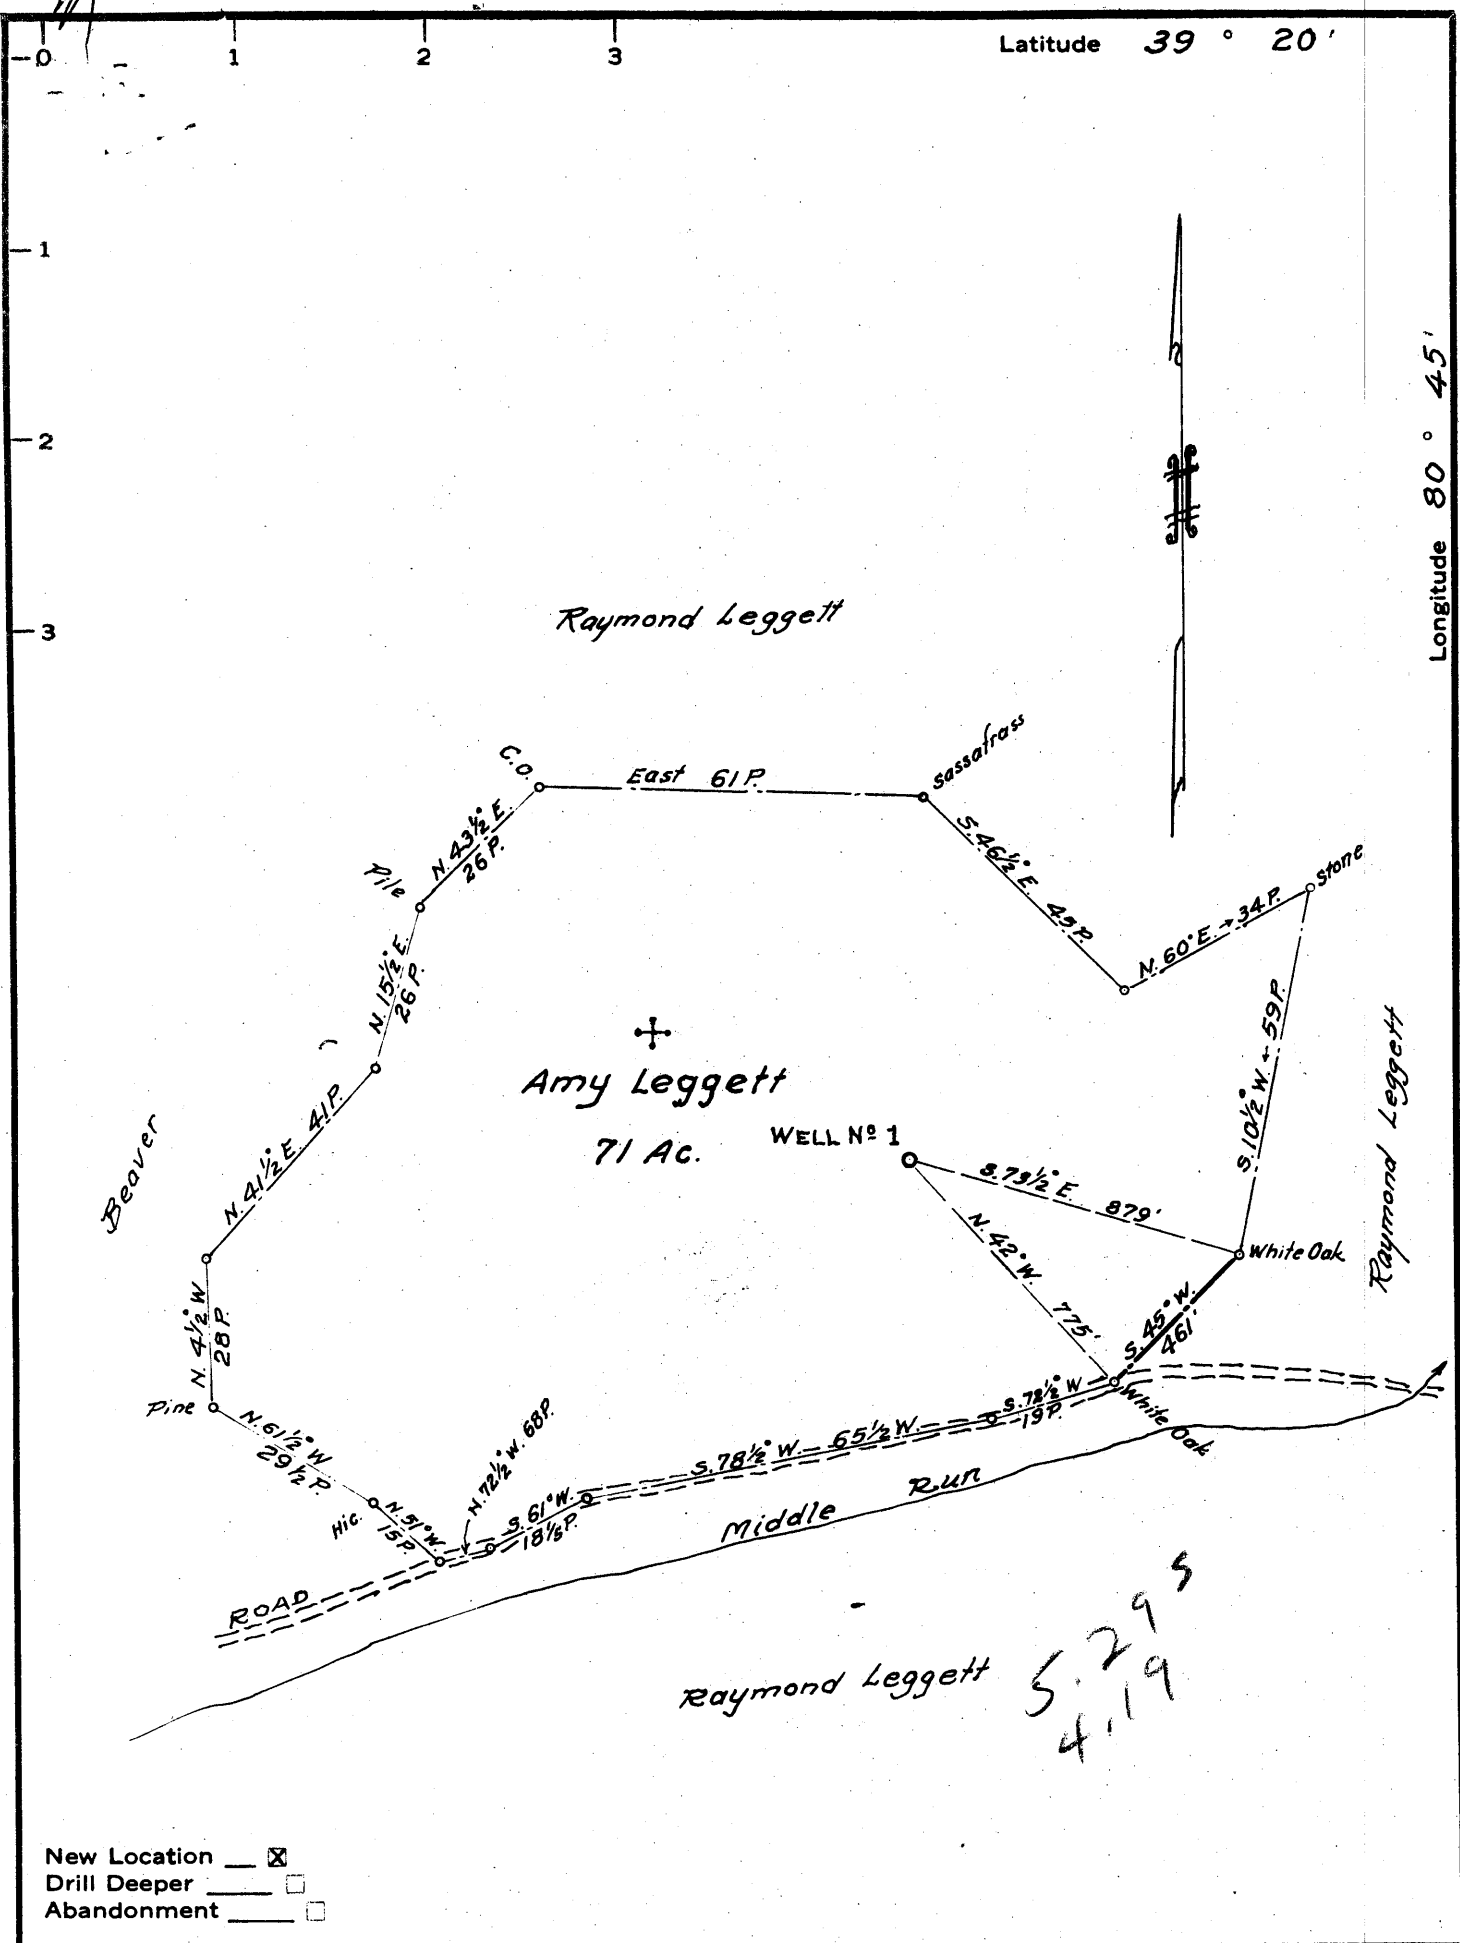 0 1 2 3
Latitude 39 ° 20 '
1
2
3
Longitude 80 ° 45 '
Raymond Leggett
C.O.
East 61 P.
Sassafrass
N. 43½° E.
26 P.
Pile
S. 46½° E. 45 P.
N. 60° E. → 34 P.
Stone
N. 15½° E.
26 P.
S. 10½° W. ← 59 P.
Amy Leggett
71 Ac.
WELL Nº 1
N. 41½° E. 41 P.
Beaver
Raymond Leggett
S. 73½° E. 879'
White Oak
N. 42° W. 775'
S. 45° W.
461'
N. 4½° W
28 P.
Pine
N. 61½° W
29½ P.
N. 72½° W. 68 P.
S. 72½° W
19 P.
White Oak
S. 78½° W. — 65½ W.
Hic.
N. 51° W.
15 P.
S. 61° W.
18⅕ P.
Middle Run
ROAD
Raymond Leggett
5.29⁵
4.19
New Location
Drill Deeper
Abandonment